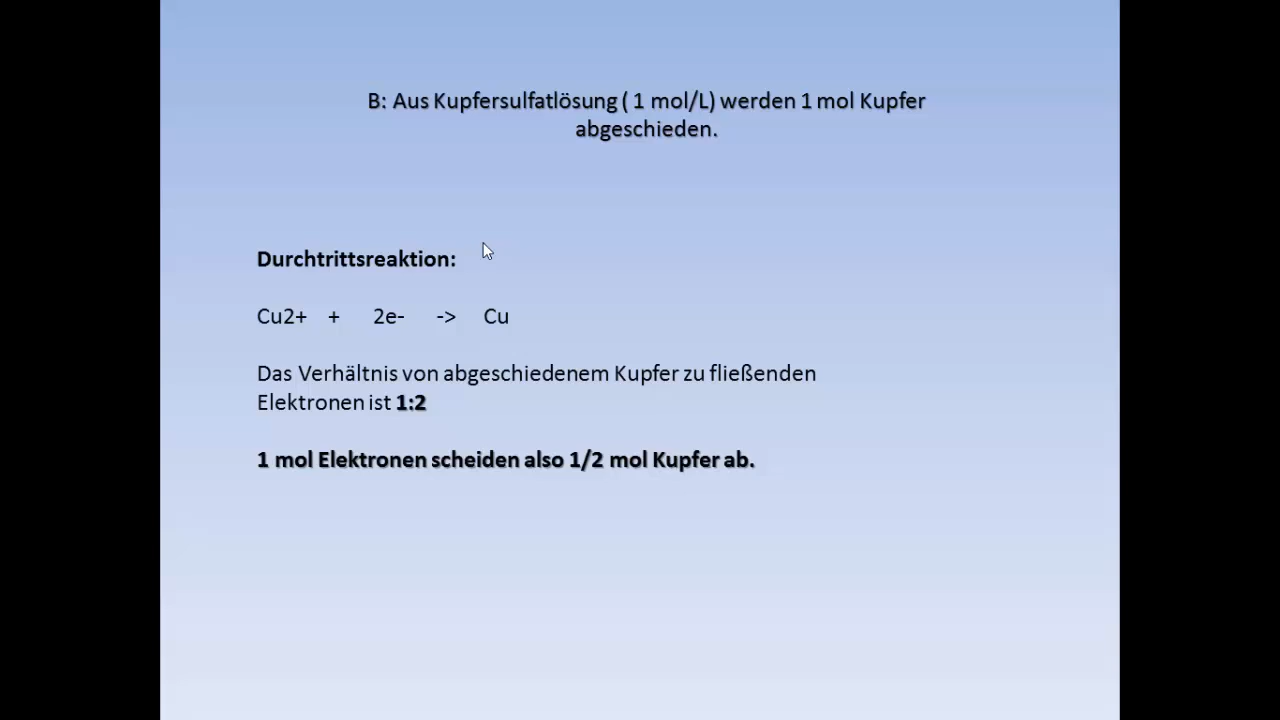 B: Aus Kupfersulfatlösung ( 1 mol/L) werden 1 mol Kupfer
abgeschieden.
Durchtrittsreaktion:
Cu2+ + 2e- -> Cu
Das Verhältnis von abgeschiedenem Kupfer zu fließenden
Elektronen ist 1:2
1 mol Elektronen scheiden also 1/2 mol Kupfer ab.